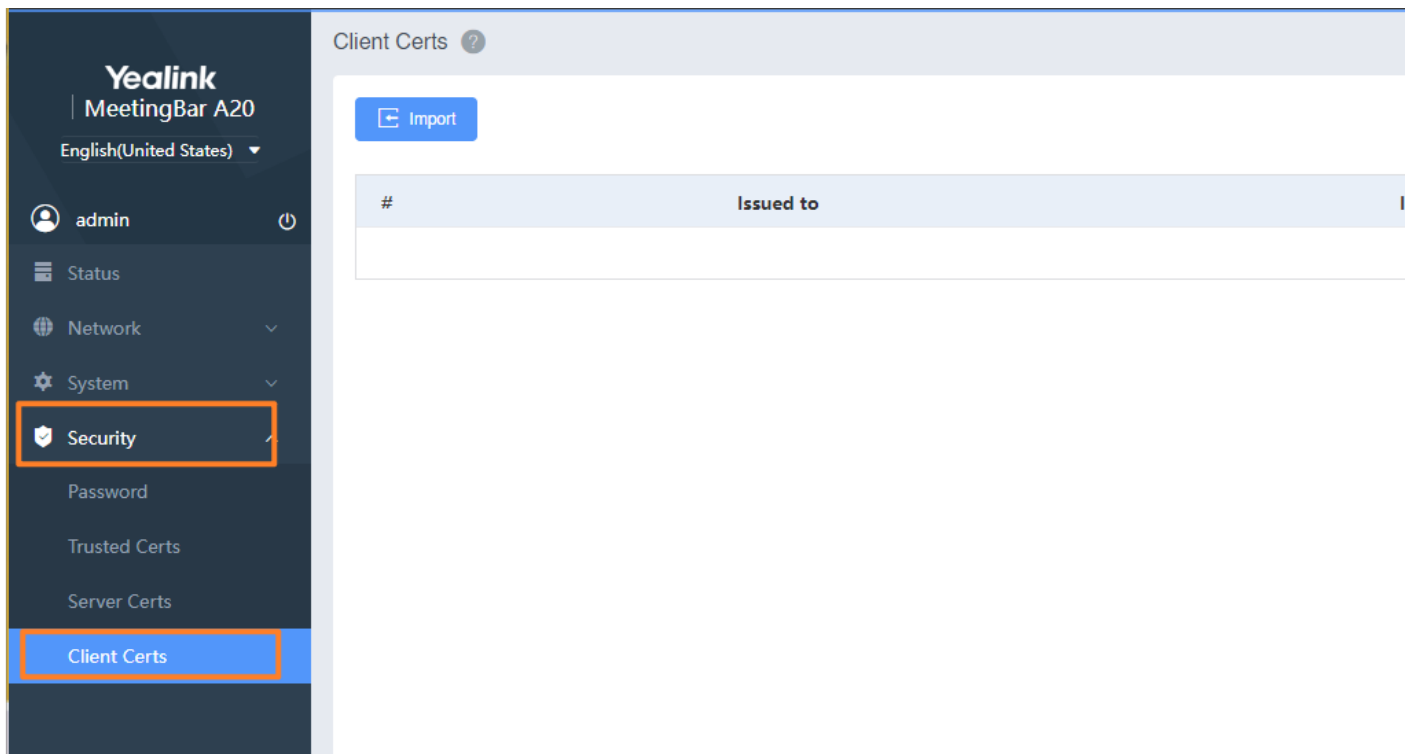 Yealink
MeetingBar A20
English(United States)
admin
Status
Network
System
Security
Password
Trusted Certs
Server Certs
Client Certs
Client Certs ?
Import
# Issued to